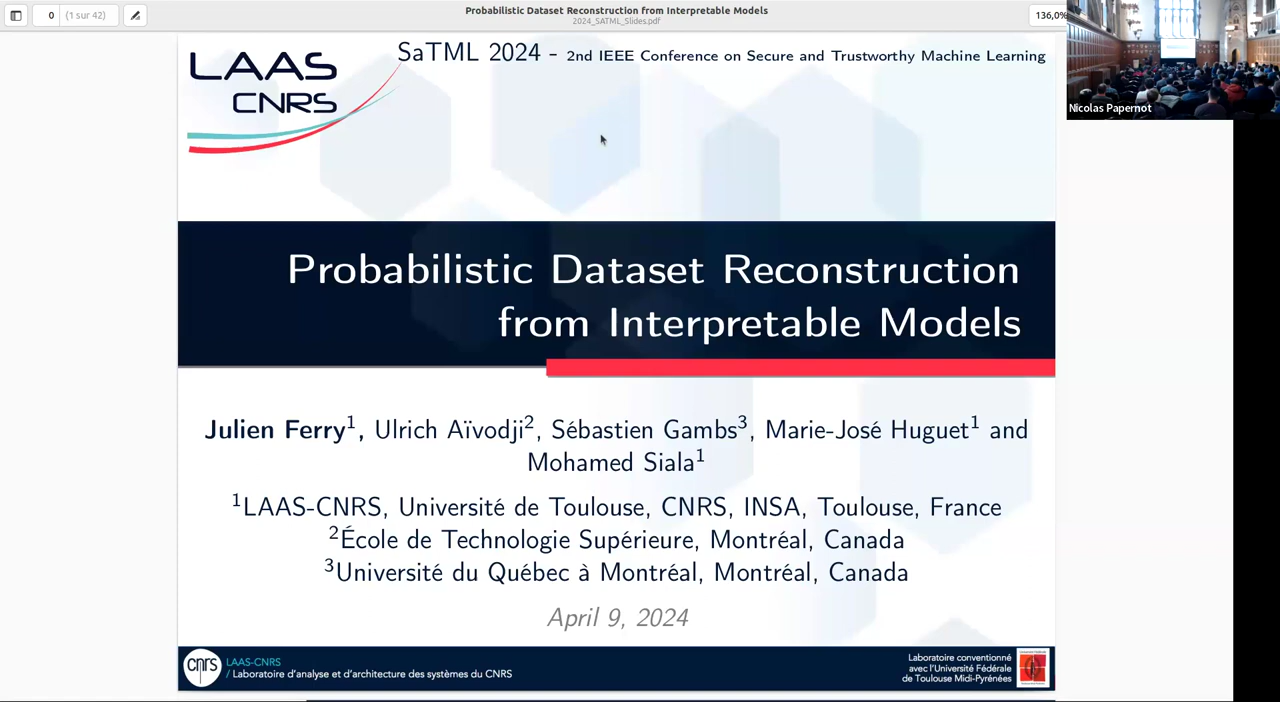 Probabilistic Dataset Reconstruction from Interpretable Models
2024_SATML_Slides.pdf
0 (1 sur 42)
136,0%
Nicolas Papernot
LAAS
CNRS
SaTML 2024 - 2nd IEEE Conference on Secure and Trustworthy Machine Learning
Probabilistic Dataset Reconstruction
from Interpretable Models
Julien Ferry1, Ulrich Aïvodji2, Sébastien Gambs3, Marie-José Huguet1 and
Mohamed Siala1
1LAAS-CNRS, Université de Toulouse, CNRS, INSA, Toulouse, France
2École de Technologie Supérieure, Montréal, Canada
3Université du Québec à Montréal, Montréal, Canada
April 9, 2024
cnrs
LAAS-CNRS
/ Laboratoire d'analyse et d'architecture des systèmes du CNRS
Laboratoire conventionné
avec l'Université Fédérale
de Toulouse Midi-Pyrénées